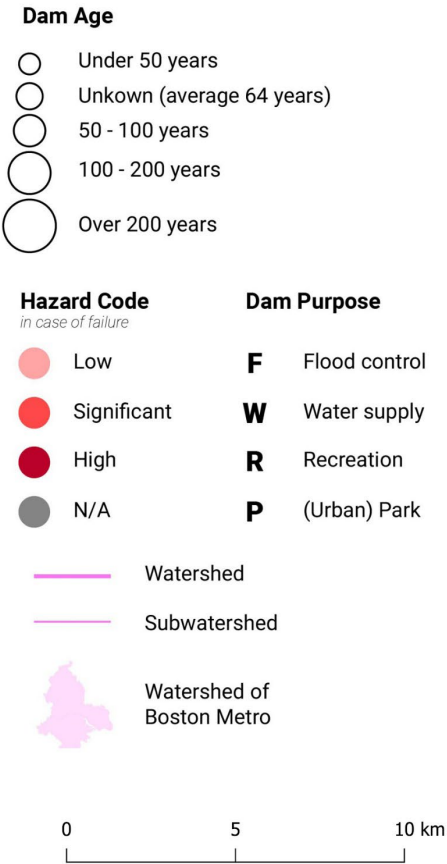 Dam Age
Under 50 years
Unkown (average 64 years)
50 - 100 years
100 - 200 years
Over 200 years
Hazard Code
in case of failure
Low
Significant
High
N/A
Dam Purpose
F Flood control
W Water supply
R Recreation
P (Urban) Park
Watershed
Subwatershed
Watershed of
Boston Metro
0 5 10 km